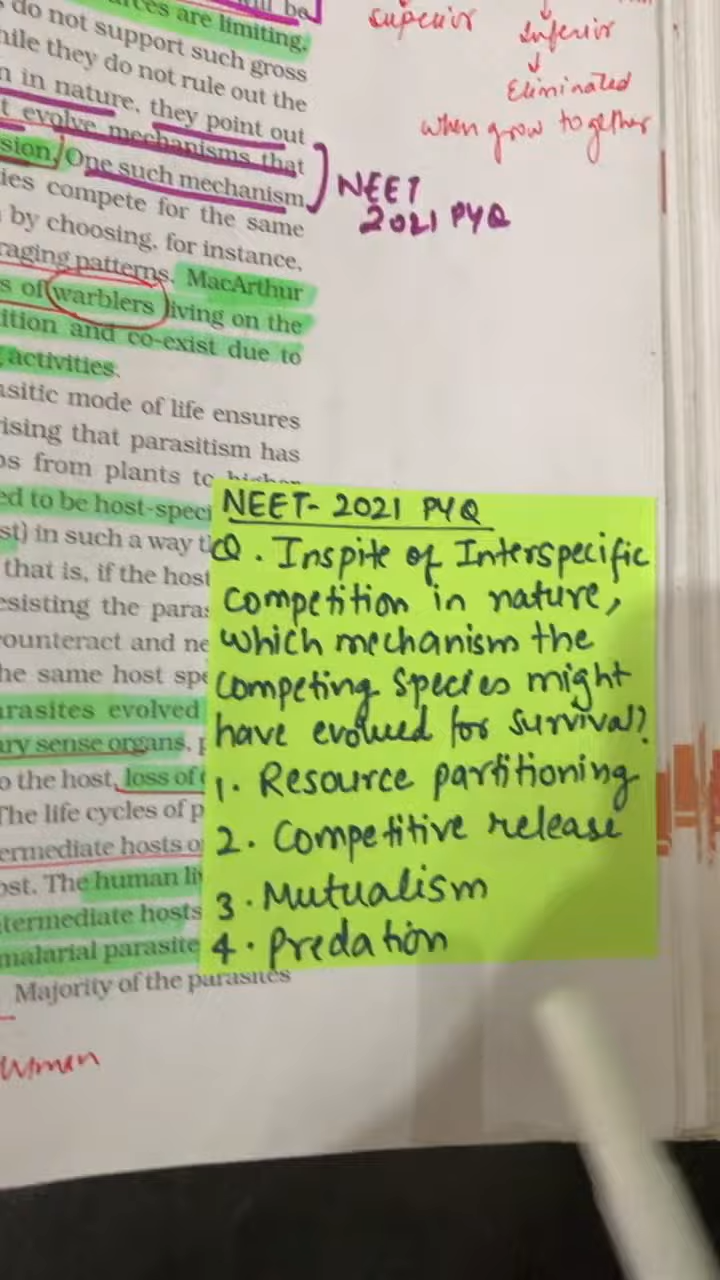 rces are limiting.
superior
Inferior
do not support such gross
hile they do not rule out the
Eliminated
n in nature, they point out
when grow together
t evolve mechanisms that
sion. One such mechanism
NEET
2021 PYQ
ies compete for the same
by choosing, for instance,
raging patterns. MacArthur
s of warblers living on the
ition and co-exist due to
activities.
asitic mode of life ensures
ising that parasitism has
ps from plants to higher
ed to be host-speci
st) in such a way t
that is, if the host
esisting the para
ounteract and ne
he same host spe
arasites evolved
ary sense organs, p
o the host, loss of
The life cycles of p
ermediate hosts o
ost. The human li
termediate hosts
malarial parasite
Majority of the parasites
NEET- 2021 PYQ
Q. Inspite of Interspecific
competition in nature,
which mechanism the
competing species might
have evolved for survival?
1. Resource partitioning
2. Competitive release
3. Mutualism
4. Predation